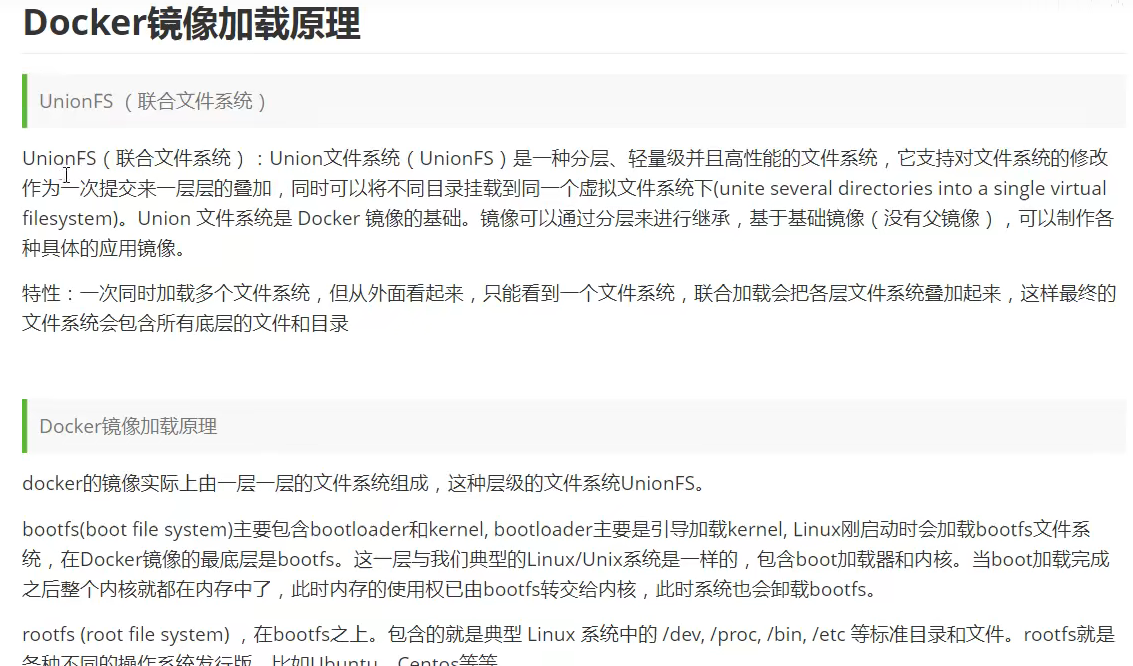 Docker镜像加载原理
UnionFS （联合文件系统）
UnionFS（联合文件系统）：Union文件系统（UnionFS）是一种分层、轻量级并且高性能的文件系统，它支持对文件系统的修改
作为一次提交来一层层的叠加，同时可以将不同目录挂载到同一个虚拟文件系统下(unite several directories into a single virtual
filesystem)。Union 文件系统是 Docker 镜像的基础。镜像可以通过分层来进行继承，基于基础镜像（没有父镜像），可以制作各
种具体的应用镜像。
特性：一次同时加载多个文件系统，但从外面看起来，只能看到一个文件系统，联合加载会把各层文件系统叠加起来，这样最终的
文件系统会包含所有底层的文件和目录
Docker镜像加载原理
docker的镜像实际上由一层一层的文件系统组成，这种层级的文件系统UnionFS。
bootfs(boot file system)主要包含bootloader和kernel, bootloader主要是引导加载kernel, Linux刚启动时会加载bootfs文件系
统，在Docker镜像的最底层是bootfs。这一层与我们典型的Linux/Unix系统是一样的，包含boot加载器和内核。当boot加载完成
之后整个内核就都在内存中了，此时内存的使用权已由bootfs转交给内核，此时系统也会卸载bootfs。
rootfs (root file system) ，在bootfs之上。包含的就是典型 Linux 系统中的 /dev, /proc, /bin, /etc 等标准目录和文件。rootfs就是
各种不同的操作系统发行版，比如Ubuntu，Centos等等